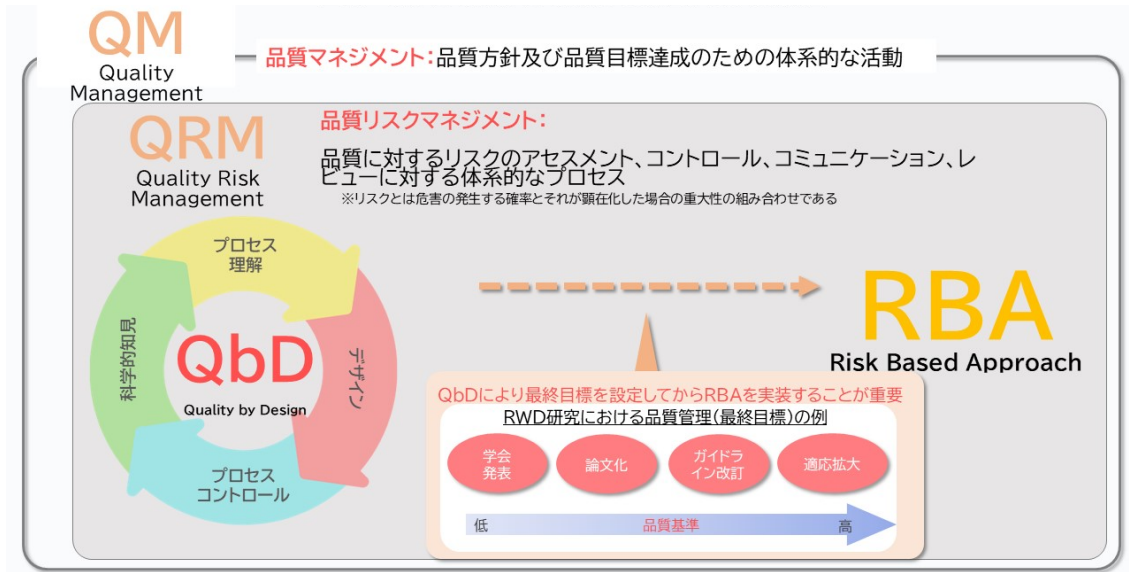 QM
Quality
Management
品質マネジメント:品質方針及び品質目標達成のための体系的な活動
QRM
Quality Risk
Management
品質リスクマネジメント:
品質に対するリスクのアセスメント、コントロール、コミュニケーション、レ
ビューに対する体系的なプロセス
※リスクとは危害の発生する確率とそれが顕在化した場合の重大性の組み合わせである
プロセス
理解
デザイン
プロセス
コントロール
科学的知見
QbD
Quality by Design
RBA
Risk Based Approach
QbDにより最終目標を設定してからRBAを実装することが重要
RWD研究における品質管理(最終目標)の例
学会
発表
論文化
ガイドラ
イン改訂
適応拡大
低
品質基準
高